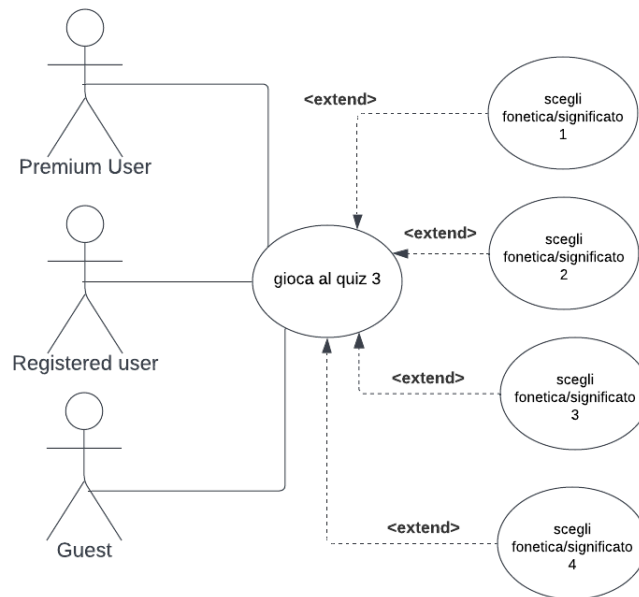 Premium User
Registered user
Guest
gioca al quiz 3
<extend>
scegli
fonetica/significato
1
<extend>
scegli
fonetica/significato
2
<extend>
scegli
fonetica/significato
3
<extend>
scegli
fonetica/significato
4